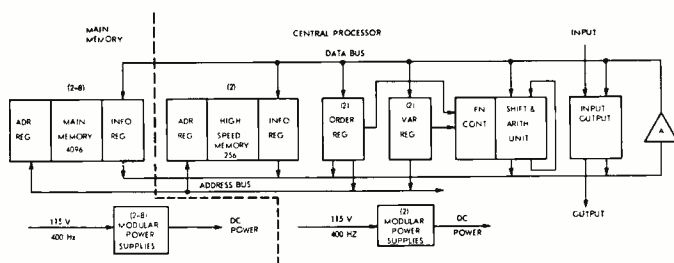 MAIN
MEMORY
CENTRAL PROCESSOR
DATA BUS
INPUT
(2-8)
ADR
REG
MAIN
MEMORY
4096
INFO
REG
(2)
ADR
REG
HIGH
SPEED
MEMORY
256
INFO
REG
(2)
ORDER
REG
(2)
VAR
REG
FN
CONT
SHIFT &
ARITH
UNIT
INPUT
OUTPUT
A
ADDRESS BUS
OUTPUT
115 V
400 Hz
(2-8)
MODULAR
POWER
SUPPLIES
DC
POWER
115 V
400 HZ
(2)
MODULAR
POWER
SUPPLIES
DC
POWER